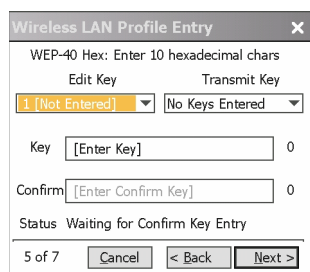 Wireless LAN Profile Entry
WEP-40 Hex: Enter 10 hexadecimal chars
Edit Key Transmit Key
1 [Not Entered] No Keys Entered
Key [Enter Key] 0
Confirm [Enter Confirm Key] 0
Status Waiting for Confirm Key Entry
5 of 7 Cancel < Back Next >